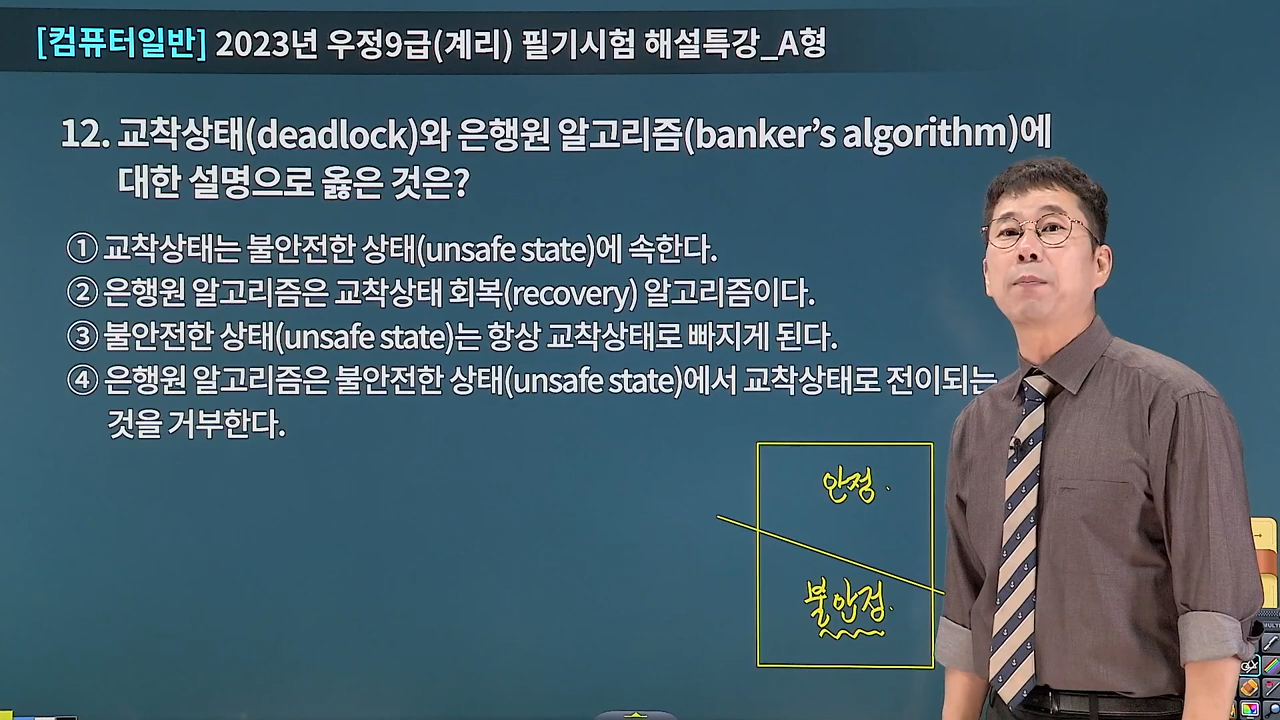 [컴퓨터일반] 2023년 우정9급(계리) 필기시험 해설특강_A형
12. 교착상태(deadlock)와 은행원 알고리즘(banker's algorithm)에
대한 설명으로 옳은 것은?
① 교착상태는 불안전한 상태(unsafe state)에 속한다.
② 은행원 알고리즘은 교착상태 회복(recovery) 알고리즘이다.
③ 불안전한 상태(unsafe state)는 항상 교착상태로 빠지게 된다.
④ 은행원 알고리즘은 불안전한 상태(unsafe state)에서 교착상태로 전이되는
것을 거부한다.
안정
불안정